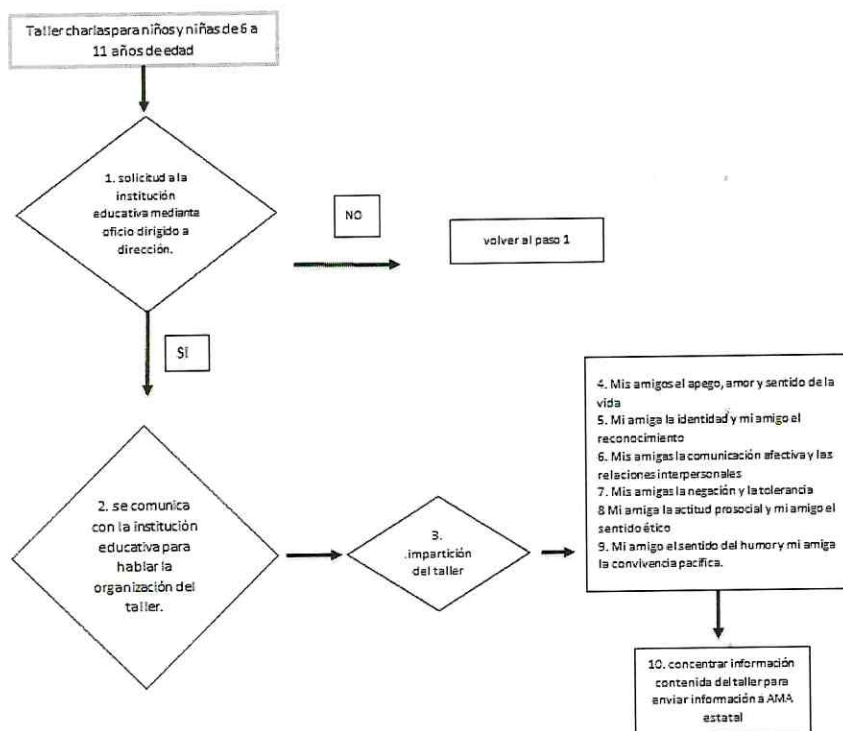 Taller charlas para niños y niñas de 6 a
11 años de edad
1. solicitud a la
institución
educativa mediante
oficio dirigido a
dirección.
NO
volver al paso 1
SÍ
2. se comunica
con la institución
educativa para
hablar la
organización del
taller.
3.
.impartición
del taller
4. Mis amigos el apego, amor y sentido de la
vida
5. Mi amiga la identidad y mi amigo el
reconocimiento
6. Mis amigas la comunicación afectiva y las
relaciones interpersonales
7. Mis amigas la negación y la tolerancia
8 Mi amiga la actitud prosocial y mi amigo el
sentido ético
9. Mi amigo el sentido del humor y mi amiga
la convivencia pacífica.
10. concentrar información
contenida del taller para
enviar información a AMA
estatal